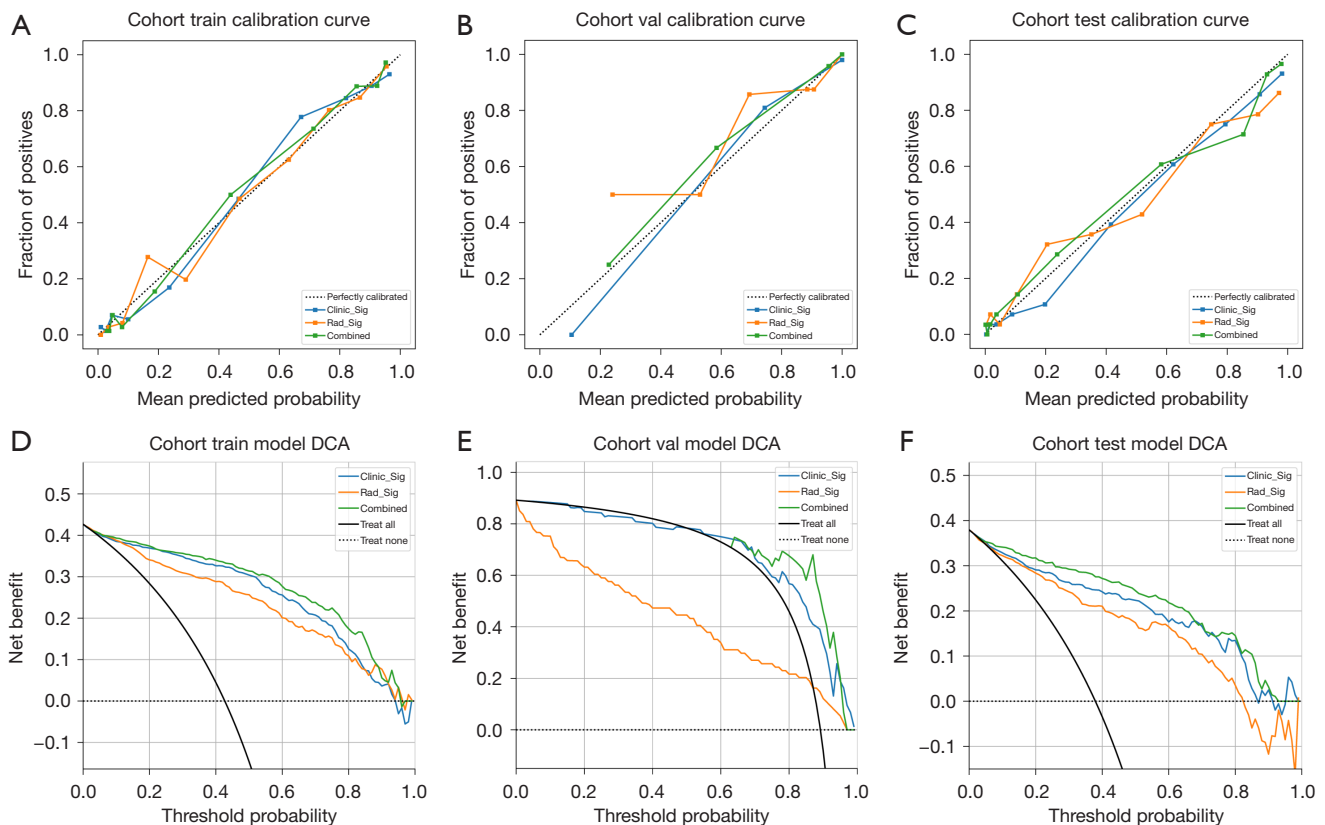 A
Cohort train calibration curve
1.0
0.8
0.6
0.4
0.2
0.0
Fraction of positives
Perfectly calibrated
Clinic_Sig
Rad_Sig
Combined
0.0 0.2 0.4 0.6 0.8 1.0
Mean predicted probability
B
Cohort val calibration curve
1.0
0.8
0.6
0.4
0.2
0.0
Fraction of positives
Perfectly calibrated
Clinic_Sig
Rad_Sig
Combined
0.0 0.2 0.4 0.6 0.8 1.0
Mean predicted probability
C
Cohort test calibration curve
1.0
0.8
0.6
0.4
0.2
0.0
Fraction of positives
Perfectly calibrated
Clinic_Sig
Rad_Sig
Combined
0.0 0.2 0.4 0.6 0.8 1.0
Mean predicted probability
D
Cohort train model DCA
0.5
0.4
0.3
0.2
0.1
0.0
−0.1
Net benefit
Clinic_Sig
Rad_Sig
Combined
Treat all
Treat none
0.0 0.2 0.4 0.6 0.8 1.0
Threshold probability
E
Cohort val model DCA
1.0
0.8
0.6
0.4
0.2
0.0
Net benefit
Clinic_Sig
Rad_Sig
Combined
Treat all
Treat none
0.0 0.2 0.4 0.6 0.8 1.0
Threshold probability
F
Cohort test model DCA
0.5
0.4
0.3
0.2
0.1
0.0
−0.1
Net benefit
Clinic_Sig
Rad_Sig
Combined
Treat all
Treat none
0.0 0.2 0.4 0.6 0.8 1.0
Threshold probability